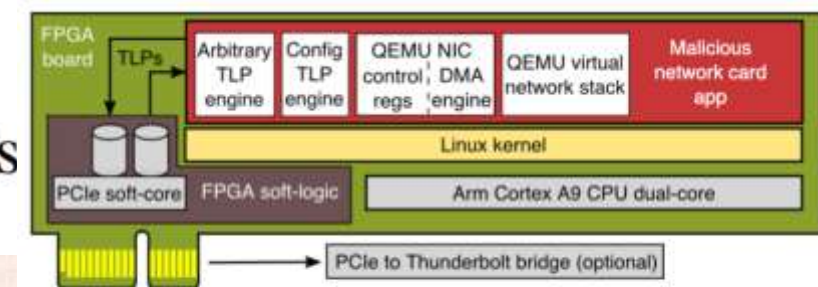 FPGA
board
TLPs
Arbitrary
TLP
engine
Config
TLP
engine
QEMU NIC
control DMA
regs engine
QEMU virtual
network stack
Malicious
network card
app
Linux kernel
s
PCIe soft-core
FPGA soft-logic
Arm Cortex A9 CPU dual-core
PCIe to Thunderbolt bridge (optional)